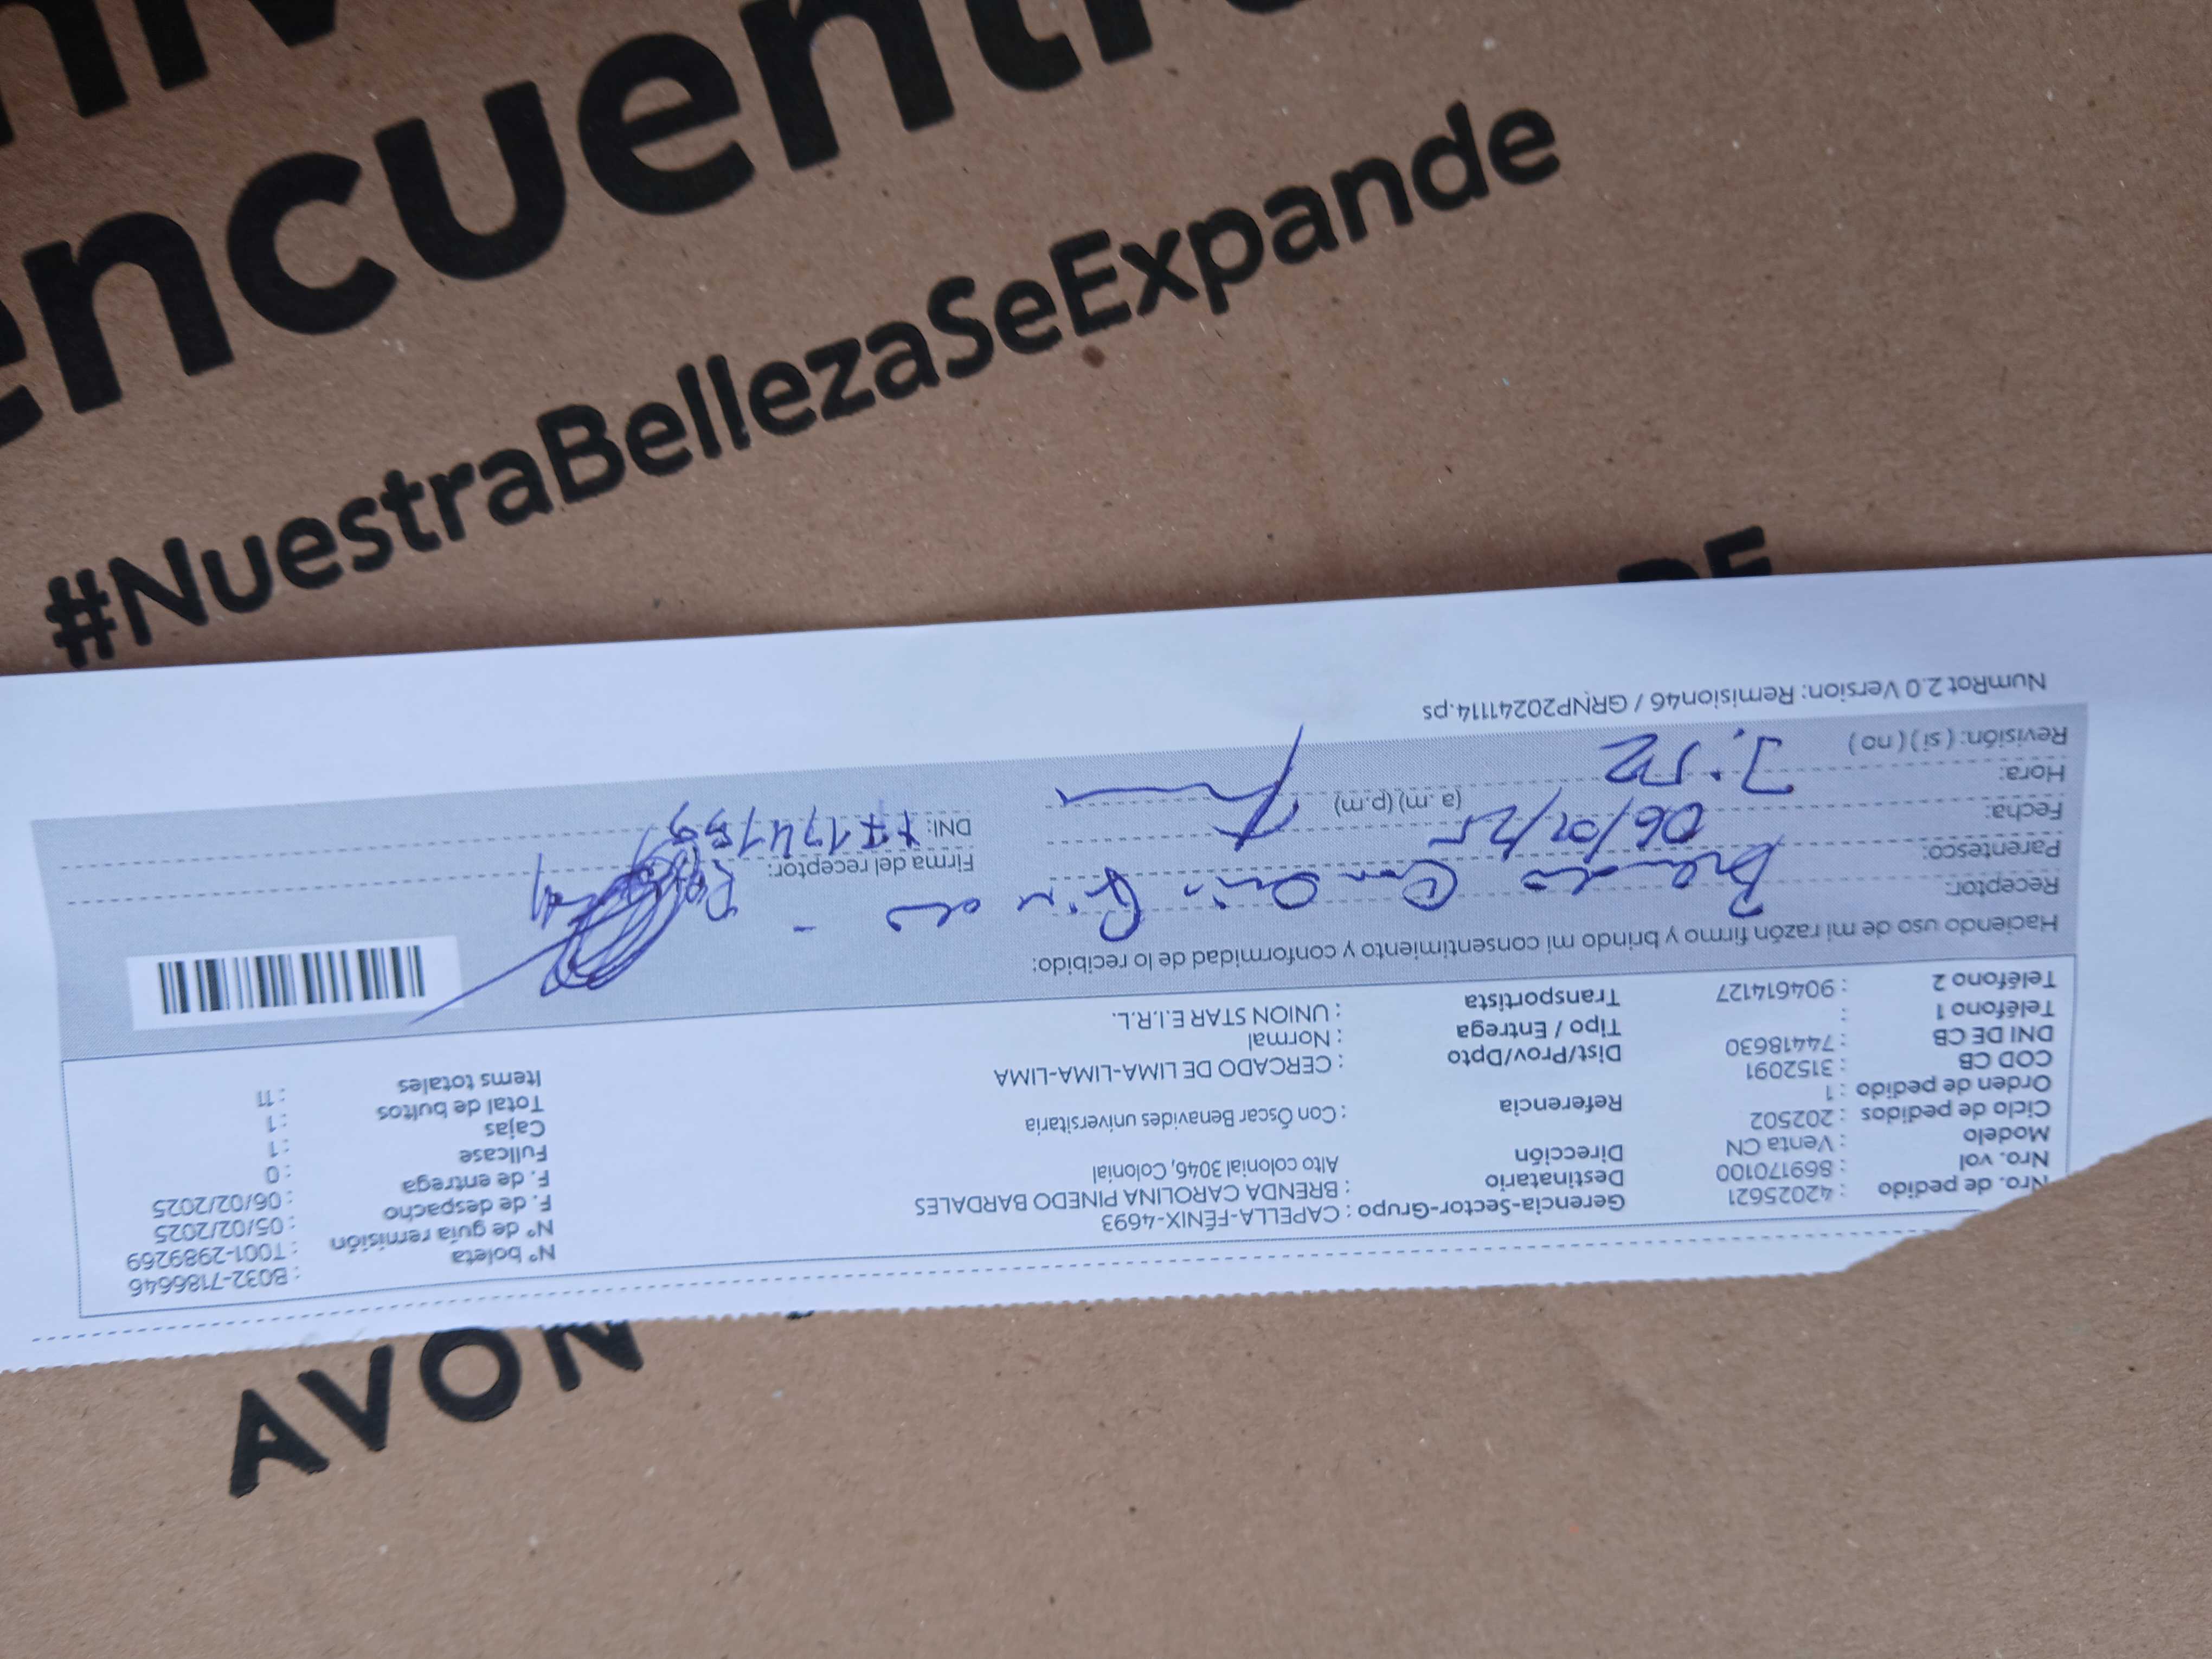 encuentra
#NuestraBellezaSeExpande
AVON
Nro. de pedido : 42025621
Nro. vol : 869170100
Modelo : Venta CN
Ciclo de pedidos : 202502
Orden de pedido : 1
COD CB : 3152091
DNI DE CB : 74418630
Teléfono 1 :
Teléfono 2 : 904614127
Gerencia-Sector-Grupo : CAPELLA-FÉNIX-4693
Destinatario : BRENDA CAROLINA PINEDO BARDALES
Dirección Alto colonial 3046, Colonial
Referencia : Con Óscar Benavides universitaria
Dist/Prov/Dpto : CERCADO DE LIMA-LIMA-LIMA
Tipo / Entrega : Normal
Transportista : UNION STAR E.I.R.L.
N° boleta : B032-7186646
N° de guía remisión : T001-2989269
F. de despacho : 05/02/2025
F. de entrega : 06/02/2025
Fullcase : 0
Cajas : 1
Total de bultos : 1
Items totales : 11
Haciendo uso de mi razón firmo y brindo mi consentimiento y conformidad de lo recibido:
Receptor:
Parentesco:
Fecha: 06/02/25
Hora: (a. m) (p.m)
Revisión: ( si ) ( no )
Firma del receptor:
DNI:
NumRot 2.0 Version: Remision46 / GRNP20241114.ps